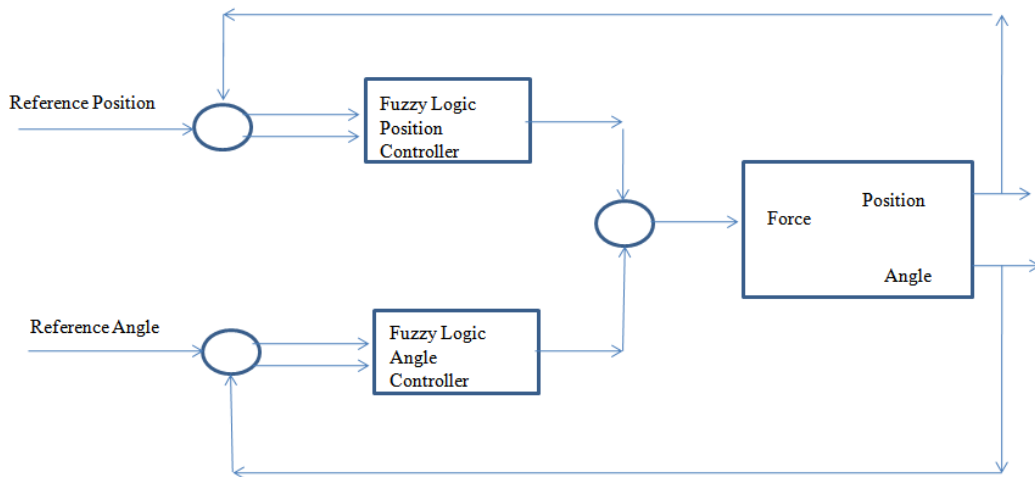 Reference Position
Fuzzy Logic
Position
Controller
Force
Position
Angle
Reference Angle
Fuzzy Logic
Angle
Controller